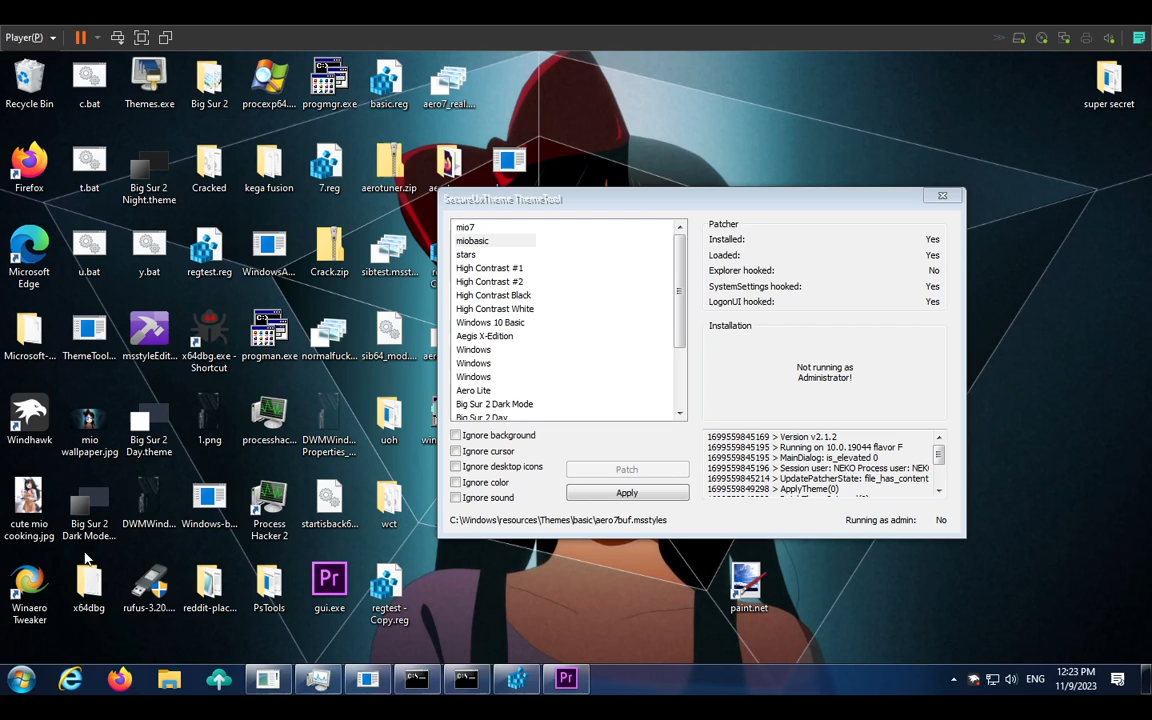 Player(P)
Recycle Bin
c.bat
Themes.exe
Big Sur 2
procexp64....
progmgr.exe
basic.reg
aero7_real....
super secret
Firefox
t.bat
Big Sur 2
Night.theme
Cracked
kega fusion
7.reg
aerotuner.zip
Microsoft
Edge
u.bat
y.bat
regtest.reg
WindowsA...
Crack.zip
sibtest.msst...
Microsoft-...
ThemeTool...
msstyleEdit...
x64dbg.exe -
Shortcut
progman.exe
normalfuck...
sib64_mod....
Windhawk
mio
wallpaper.jpg
Big Sur 2
Day.theme
1.png
processhac...
DWMWind...
Properties_...
uoh
cute mio
cooking.jpg
Big Sur 2
Dark Mode...
DWMWind...
Windows-b...
Process
Hacker 2
startisback6...
wct
Winaero
Tweaker
x64dbg
rufus-3.20....
reddit-plac...
PsTools
gui.exe
regtest -
Copy.reg
paint.net
SecureUxTheme ThemeTool
mio7
miobasic
stars
High Contrast #1
High Contrast #2
High Contrast Black
High Contrast White
Windows 10 Basic
Aegis X-Edition
Windows
Windows
Windows
Aero Lite
Big Sur 2 Dark Mode
Big Sur 2 Day
Ignore background
Ignore cursor
Ignore desktop icons
Ignore color
Ignore sound
Patch
Apply
Patcher
Installed: Yes
Loaded: Yes
Explorer hooked: No
SystemSettings hooked: Yes
LogonUI hooked: Yes
Installation
Not running as
Administrator!
1699559845169 > Version v2.1.2
1699559845195 > Running on 10.0.19044 flavor F
1699559845195 > MainDialog: is_elevated 0
1699559845196 > Session user: NEKO Process user: NEKO
1699559845214 > UpdatePatcherState: file_has_content
1699559849298 > ApplyTheme(0)
C:\Windows\resources\Themes\basic\aero7buf.msstyles
Running as admin: No
Pr
ENG
12:23 PM
11/9/2023